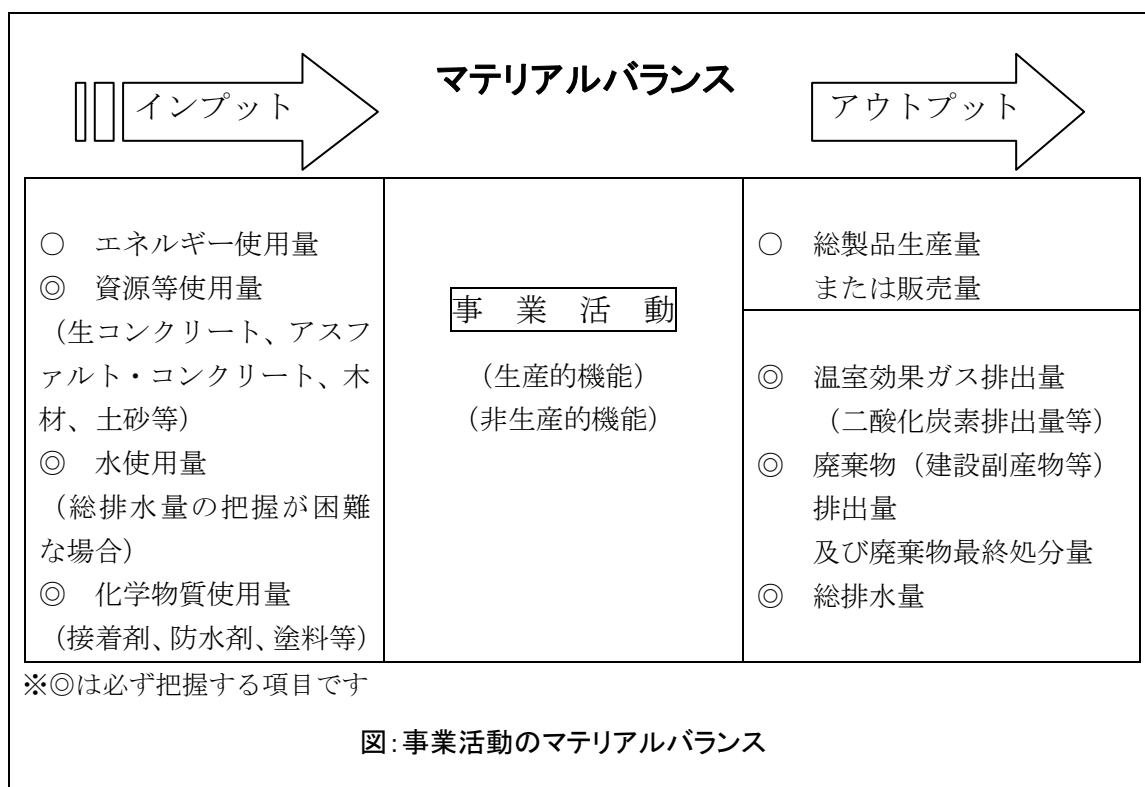 マテリアルバランス
インプット
アウトプット
○ エネルギー使用量
◎ 資源等使用量
（生コンクリート、アスフ
ァルト・コンクリート、木
材、土砂等）
◎ 水使用量
（総排水量の把握が困難
な場合）
◎ 化学物質使用量
（接着剤、防水剤、塗料等）
事 業 活 動
（生産的機能）
（非生産的機能）
○ 総製品生産量
または販売量
◎ 温室効果ガス排出量
（二酸化炭素排出量等）
◎ 廃棄物（建設副産物等）
排出量
及び廃棄物最終処分量
◎ 総排水量
※◎は必ず把握する項目です
図：事業活動のマテリアルバランス